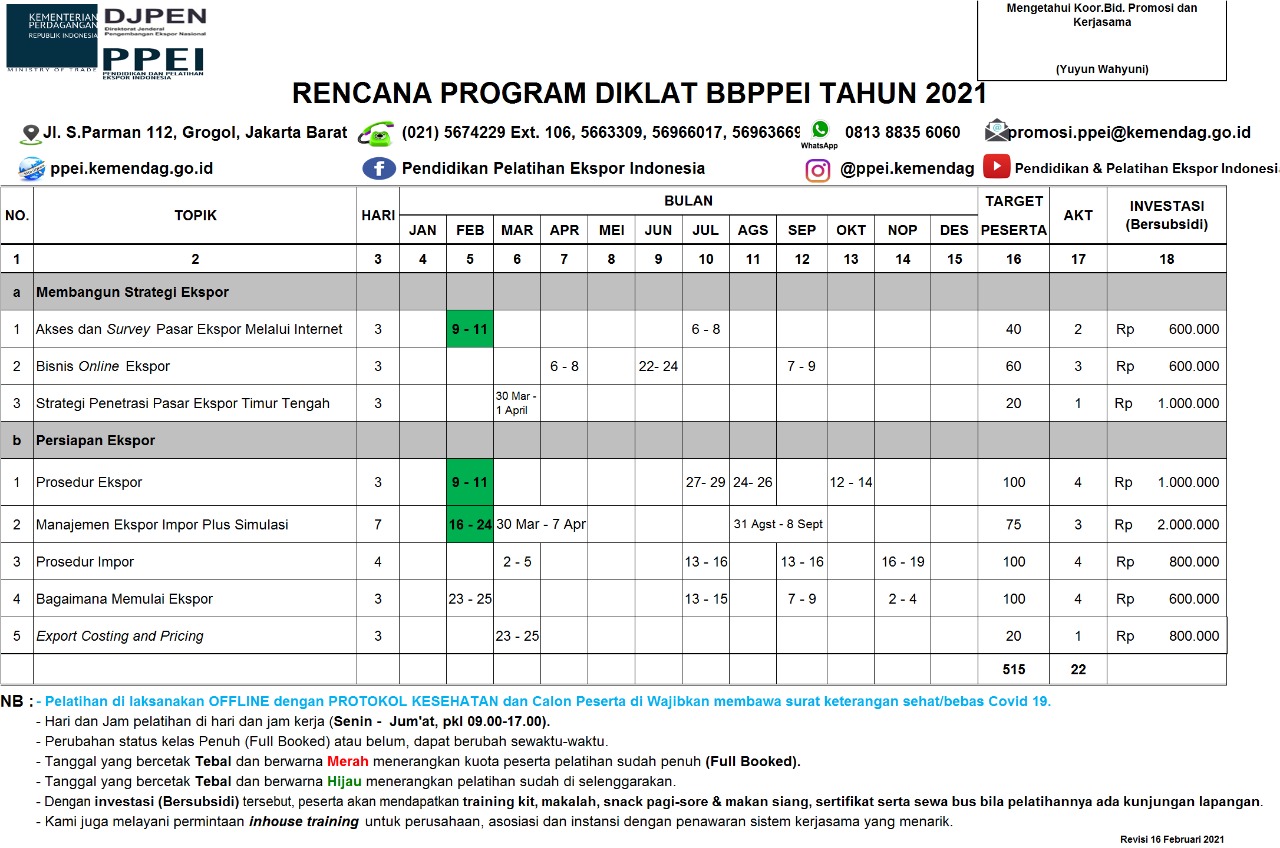 KEMENTERIAN
PERDAGANGAN
REPUBLIK INDONESIA
MINISTRY OF TRADE
DJPEN
Direktorat Jenderal
Pengembangan Ekspor Nasional
PPEI
PENDIDIKAN DAN PELATIHAN
EKSPOR INDONESIA
Mengetahui Koor.Bid. Promosi dan
Kerjasama
(Yuyun Wahyuni)
RENCANA PROGRAM DIKLAT BBPPEI TAHUN 2021
Jl. S.Parman 112, Grogol, Jakarta Barat (021) 5674229 Ext. 106, 5663309, 56966017, 56963669 WhatsApp 0813 8835 6060 promosi.ppei@kemendag.go.id
ppei.kemendag.go.id Pendidikan Pelatihan Ekspor Indonesia @ppei.kemendag Pendidikan & Pelatihan Ekspor Indonesi
NO. TOPIK HARI BULAN TARGET PESERTA AKT INVESTASI (Bersubsidi)
JAN FEB MAR APR MEI JUN JUL AGS SEP OKT NOP DES
1 2 3 4 5 6 7 8 9 10 11 12 13 14 15 16 17 18
a Membangun Strategi Ekspor
1 Akses dan Survey Pasar Ekspor Melalui Internet 3 9 - 11 6 - 8 40 2 Rp 600.000
2 Bisnis Online Ekspor 3 6 - 8 22- 24 7 - 9 60 3 Rp 600.000
3 Strategi Penetrasi Pasar Ekspor Timur Tengah 3 30 Mar - 1 April 20 1 Rp 1.000.000
b Persiapan Ekspor
1 Prosedur Ekspor 3 9 - 11 27- 29 24- 26 12 - 14 100 4 Rp 1.000.000
2 Manajemen Ekspor Impor Plus Simulasi 7 16 - 24 30 Mar - 7 Apr 31 Agst - 8 Sept 75 3 Rp 2.000.000
3 Prosedur Impor 4 2 - 5 13 - 16 13 - 16 16 - 19 100 4 Rp 800.000
4 Bagaimana Memulai Ekspor 3 23 - 25 13 - 15 7 - 9 2 - 4 100 4 Rp 600.000
5 Export Costing and Pricing 3 23 - 25 20 1 Rp 800.000
515 22
NB : - Pelatihan di laksanakan OFFLINE dengan PROTOKOL KESEHATAN dan Calon Peserta di Wajibkan membawa surat keterangan sehat/bebas Covid 19.
- Hari dan Jam pelatihan di hari dan jam kerja (Senin - Jum'at, pkl 09.00-17.00).
- Perubahan status kelas Penuh (Full Booked) atau belum, dapat berubah sewaktu-waktu.
- Tanggal yang bercetak Tebal dan berwarna Merah menerangkan kuota peserta pelatihan sudah penuh (Full Booked).
- Tanggal yang bercetak Tebal dan berwarna Hijau menerangkan pelatihan sudah di selenggarakan.
- Dengan investasi (Bersubsidi) tersebut, peserta akan mendapatkan training kit, makalah, snack pagi-sore & makan siang, sertifikat serta sewa bus bila pelatihannya ada kunjungan lapangan.
- Kami juga melayani permintaan inhouse training untuk perusahaan, asosiasi dan instansi dengan penawaran sistem kerjasama yang menarik.
Revisi 16 Februari 2021